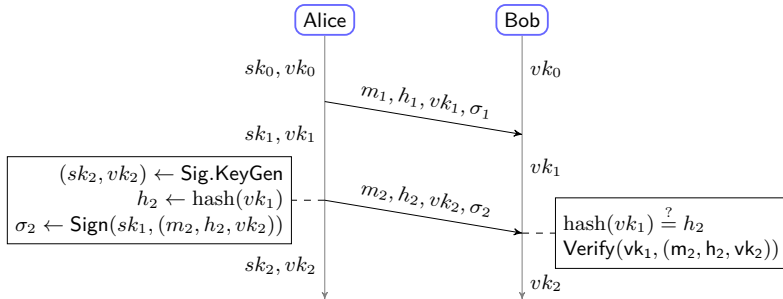 Alice
Bob
sk₀, vk₀
vk₀
m₁, h₁, vk₁, σ₁
sk₁, vk₁
vk₁
(sk₂, vk₂) ← Sig.KeyGen
h₂ ← hash(vk₁)
σ₂ ← Sign(sk₁, (m₂, h₂, vk₂))
m₂, h₂, vk₂, σ₂
hash(vk₁) ≟ h₂
Verify(vk₁, (m₂, h₂, vk₂))
sk₂, vk₂
vk₂